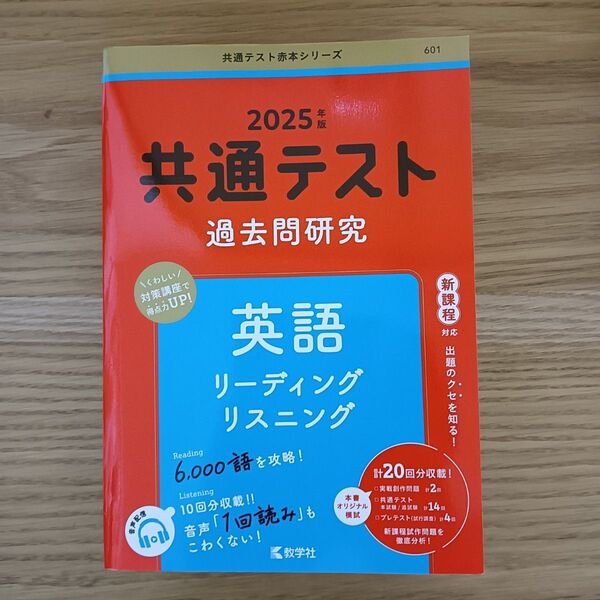 共通テスト赤本シリーズ 601
2025年版
共通テスト
過去問研究
くわしい
対策講座で
得点力UP!
英語
リーディング
リスニング
新課程
対応
出題のクセを知る!
Reading
6,000語を攻略!
Listening
10回分収載!!
音声「1回読み」も
こわくない!
音声配信
本書
オリジナル
模試
計20回分収載!
実戦創作問題 計2回
共通テスト
本試験/追試験 計14回
プレテスト(試行調査) 計4回
新課程試作問題を
徹底分析!
教学社